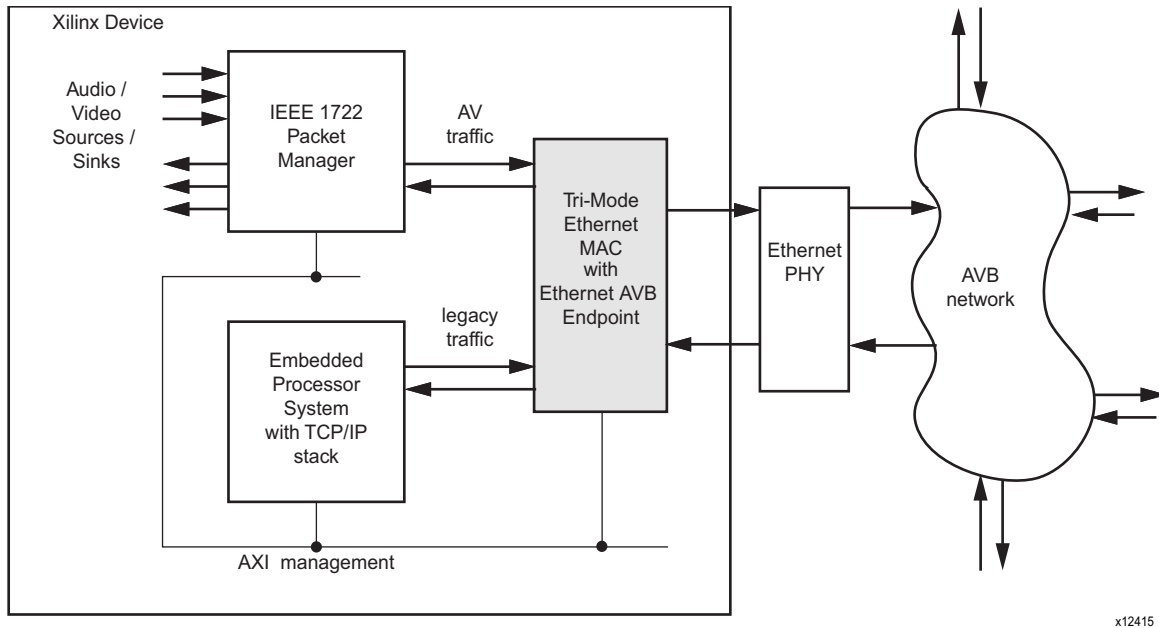 Xilinx Device
Audio /
Video
Sources /
Sinks
IEEE 1722
Packet
Manager
AV
traffic
Tri-Mode
Ethernet
MAC
with
Ethernet AVB
Endpoint
Ethernet
PHY
AVB
network
legacy
traffic
Embedded
Processor
System
with TCP/IP
stack
AXI management
x12415